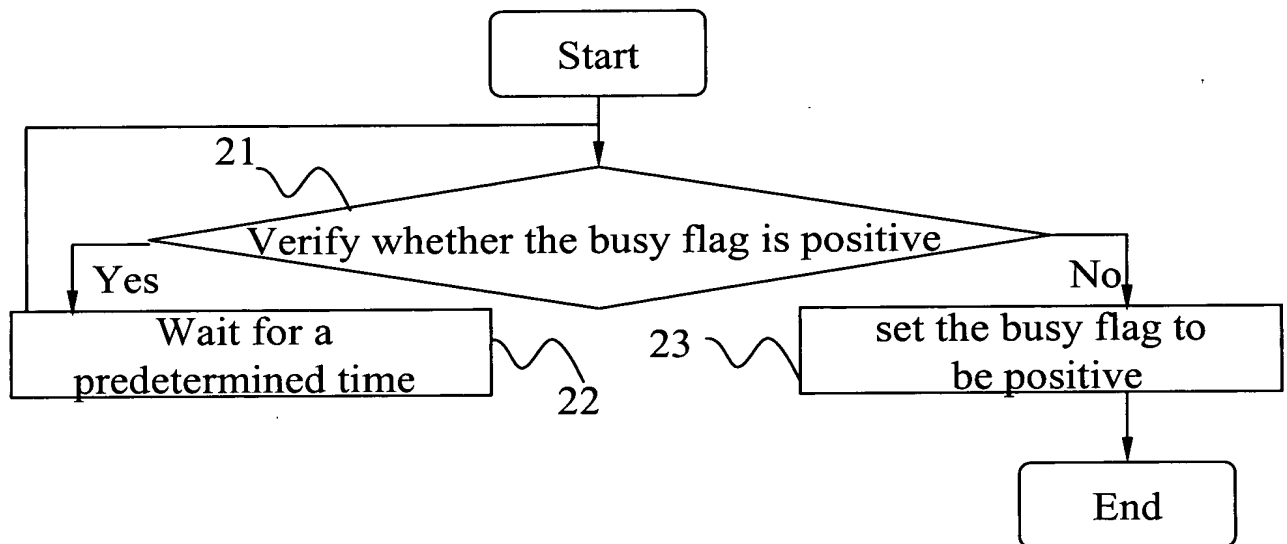 Start
21
Verify whether the busy flag is positive
Yes
No
Wait for a
predetermined time
22
23
set the busy flag to
be positive
End